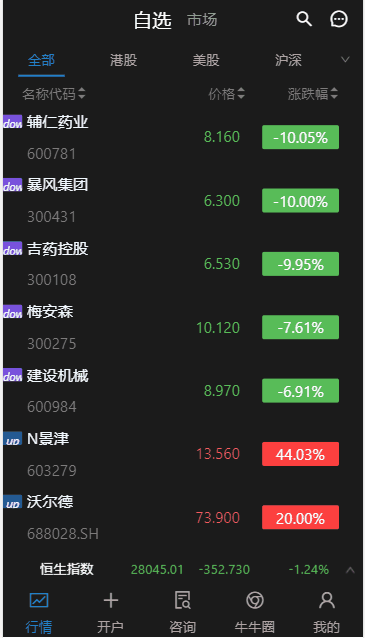 自选 市场
全部 港股 美股 沪深
名称代码 价格 涨跌幅
dow 辅仁药业 8.160 -10.05%
600781
dow 暴风集团 6.300 -10.00%
300431
dow 吉药控股 6.530 -9.95%
300108
dow 梅安森 10.120 -7.61%
300275
dow 建设机械 8.970 -6.91%
600984
up N景津 13.560 44.03%
603279
up 沃尔德 73.900 20.00%
688028.SH
恒生指数 28045.01 -352.730 -1.24%
行情 开户 咨询 牛牛圈 我的